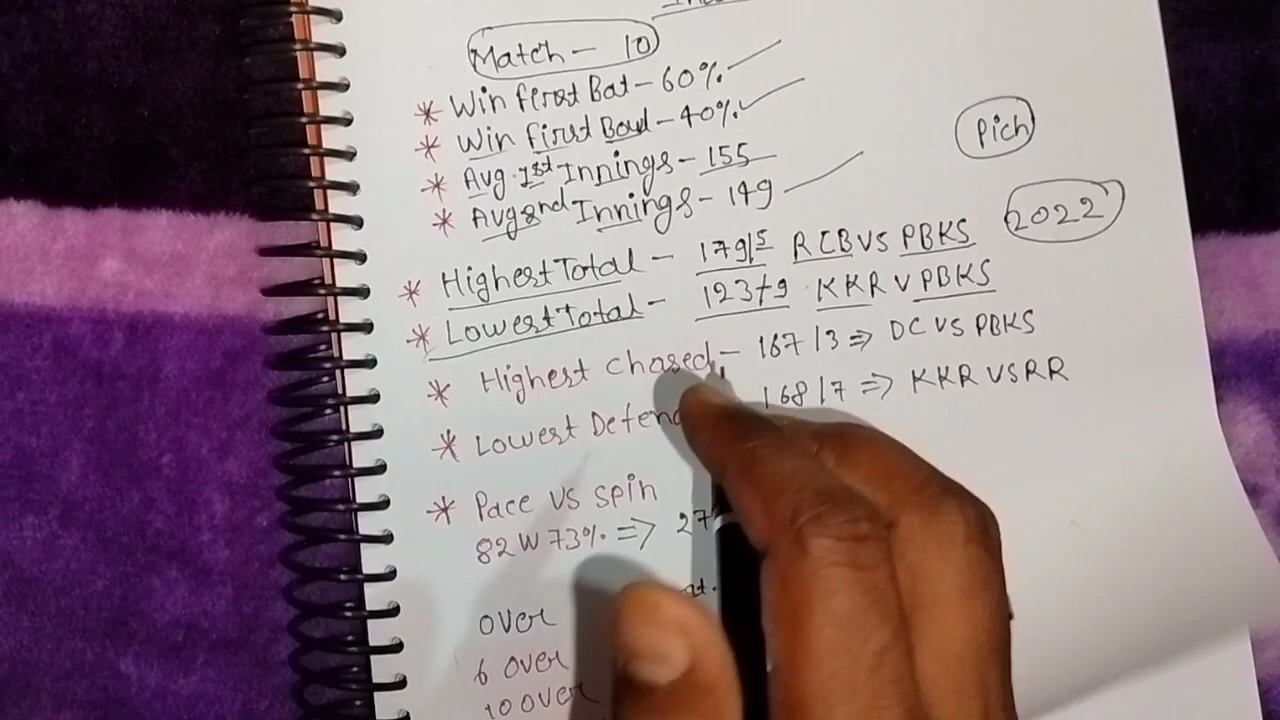 Match - 10
* Win first Bat - 60%.
* Win first Bowl - 40%.
Pich
* Avg. 1st Innings - 155
* Avg 2nd Innings - 149
2022
* Highest Total - 179/5 RCB VS PBKS
* Lowest Total - 123/9 KKR V PBKS
* Highest Chased - 167/3 => DC VS PBKS
* Lowest 168/7 => KKR VS RR
* Pace VS Spin
82 W 73%. => 27
over
6 over
10 over